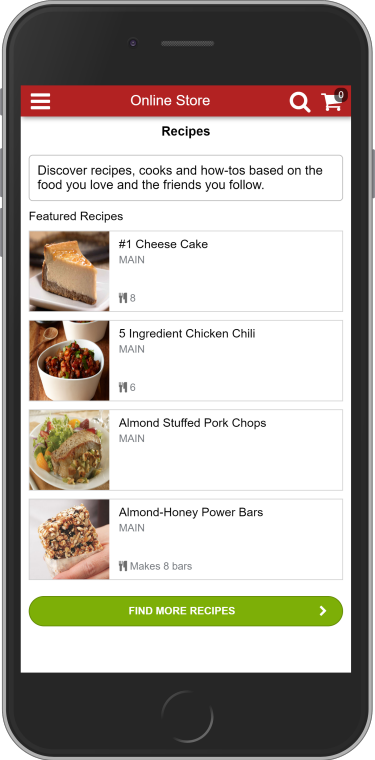 Online Store
0
Recipes
Discover recipes, cooks and how-tos based on the
food you love and the friends you follow.
Featured Recipes
#1 Cheese Cake
MAIN
8
5 Ingredient Chicken Chili
MAIN
6
Almond Stuffed Pork Chops
MAIN
Almond-Honey Power Bars
MAIN
Makes 8 bars
FIND MORE RECIPES